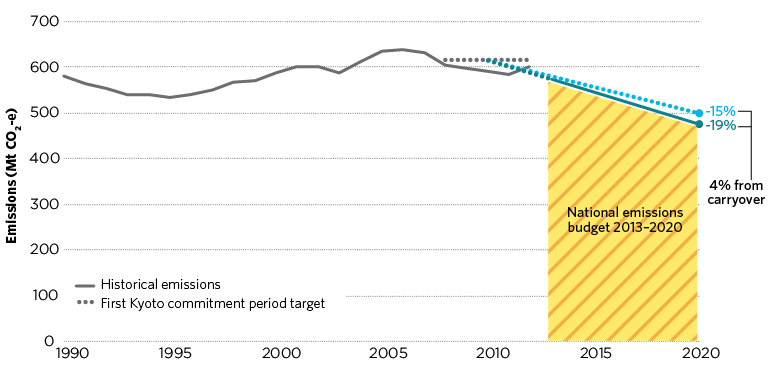 Emissions (Mt CO2-e)
700
600
500
400
300
200
100
0
1990
1995
2000
2005
2010
2015
2020
Historical emissions
First Kyoto commitment period target
National emissions
budget 2013–2020
-15%
-19%
4% from
carryover